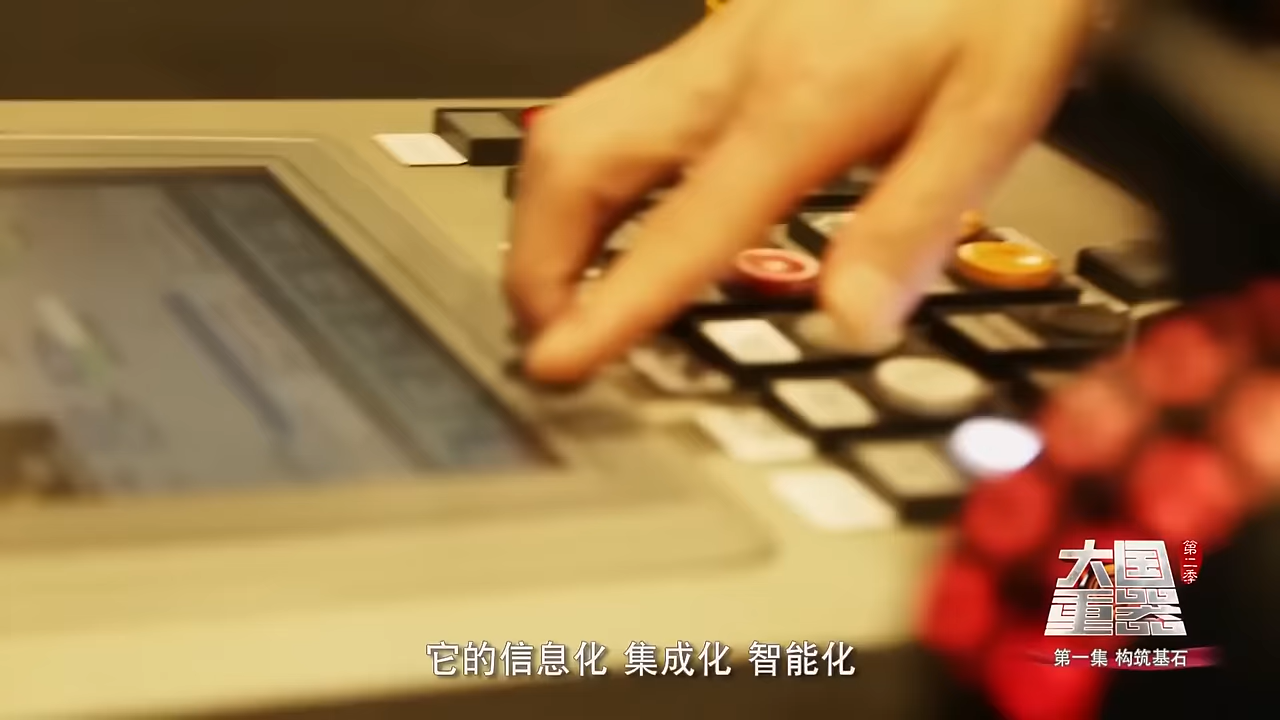 大国
重器
第二季
它的信息化 集成化 智能化
第一集 构筑基石